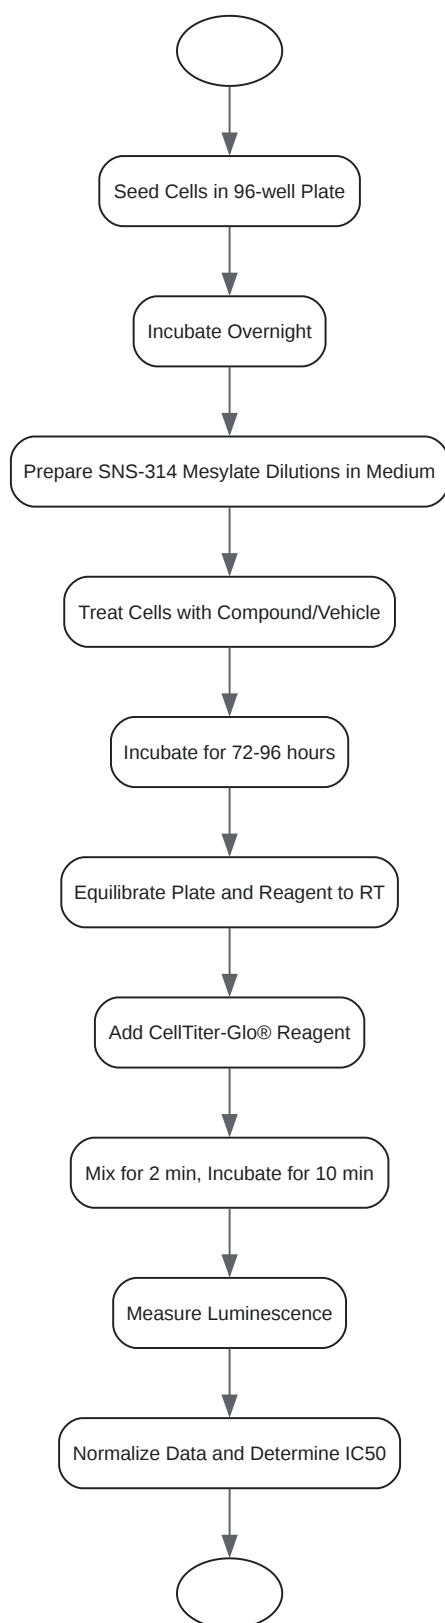 Seed Cells in 96-well Plate
Incubate Overnight
Prepare SNS-314 Mesylate Dilutions in Medium
Treat Cells with Compound/Vehicle
Incubate for 72-96 hours
Equilibrate Plate and Reagent to RT
Add CellTiter-Glo® Reagent
Mix for 2 min, Incubate for 10 min
Measure Luminescence
Normalize Data and Determine IC50